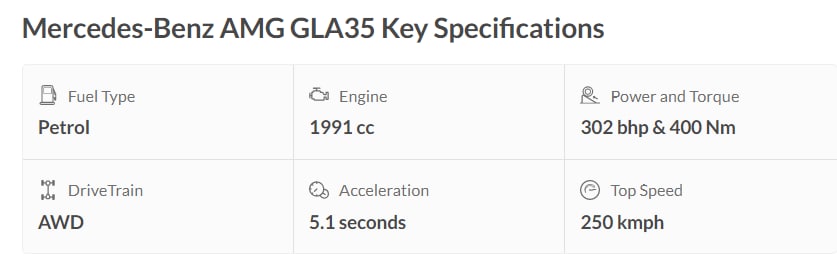 Mercedes-Benz AMG GLA35 Key Specifications
Fuel Type
Petrol
Engine
1991 cc
Power and Torque
302 bhp & 400 Nm
DriveTrain
AWD
Acceleration
5.1 seconds
Top Speed
250 kmph